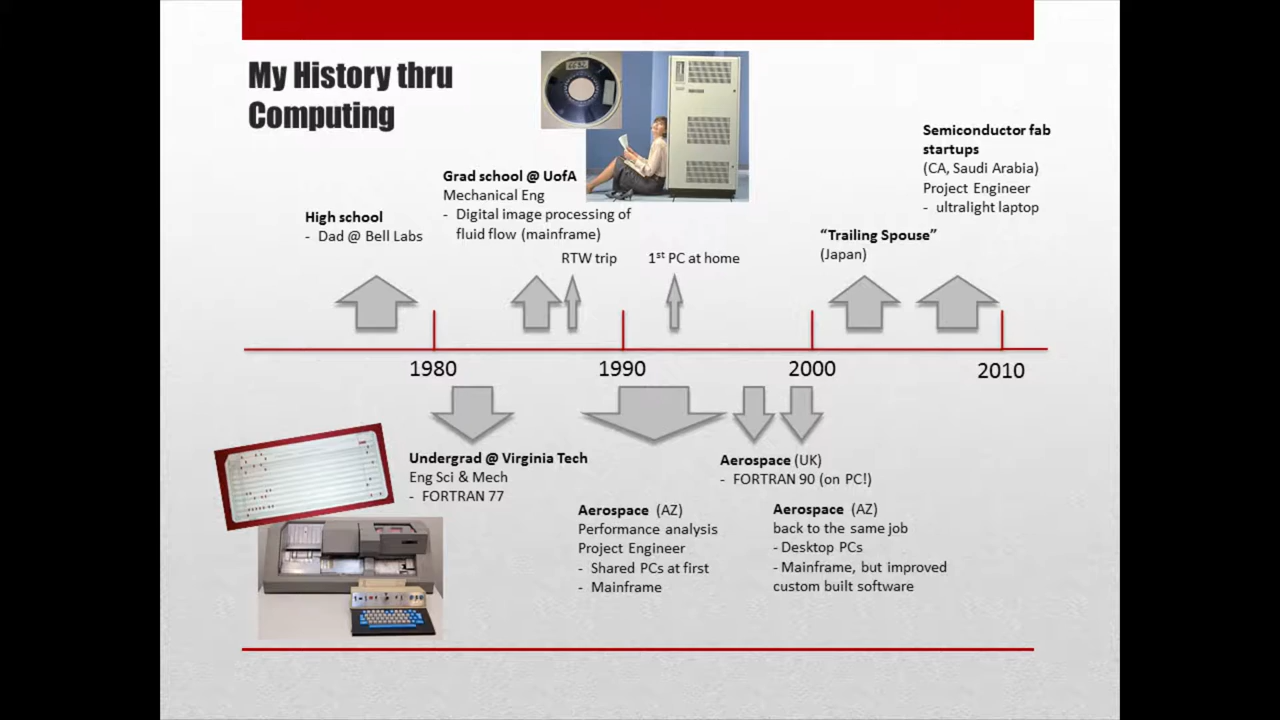 My History thru
Computing
Semiconductor fab
startups
(CA, Saudi Arabia)
Project Engineer
- ultralight laptop
Grad school @ UofA
Mechanical Eng
- Digital image processing of
fluid flow (mainframe)
High school
- Dad @ Bell Labs
"Trailing Spouse"
(Japan)
RTW trip
1st PC at home
1980
1990
2000
2010
Undergrad @ Virginia Tech
Eng Sci & Mech
- FORTRAN 77
Aerospace (UK)
- FORTRAN 90 (on PC!)
Aerospace (AZ)
Performance analysis
Project Engineer
- Shared PCs at first
- Mainframe
Aerospace (AZ)
back to the same job
- Desktop PCs
- Mainframe, but improved
custom built software